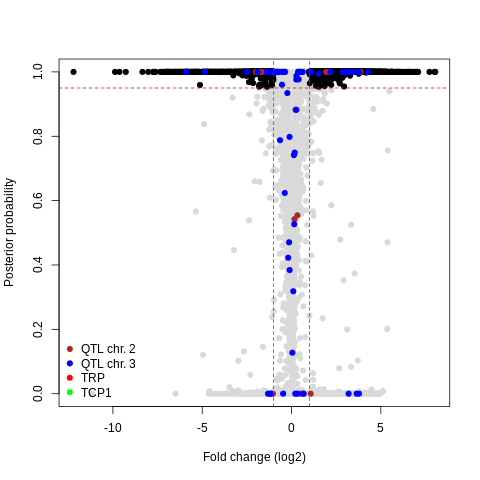 1.0
0.8
0.6
0.4
0.2
0.0
Posterior probability
QTL chr. 2
QTL chr. 3
TRP
TCP1
-10
-5
0
5
Fold change (log2)